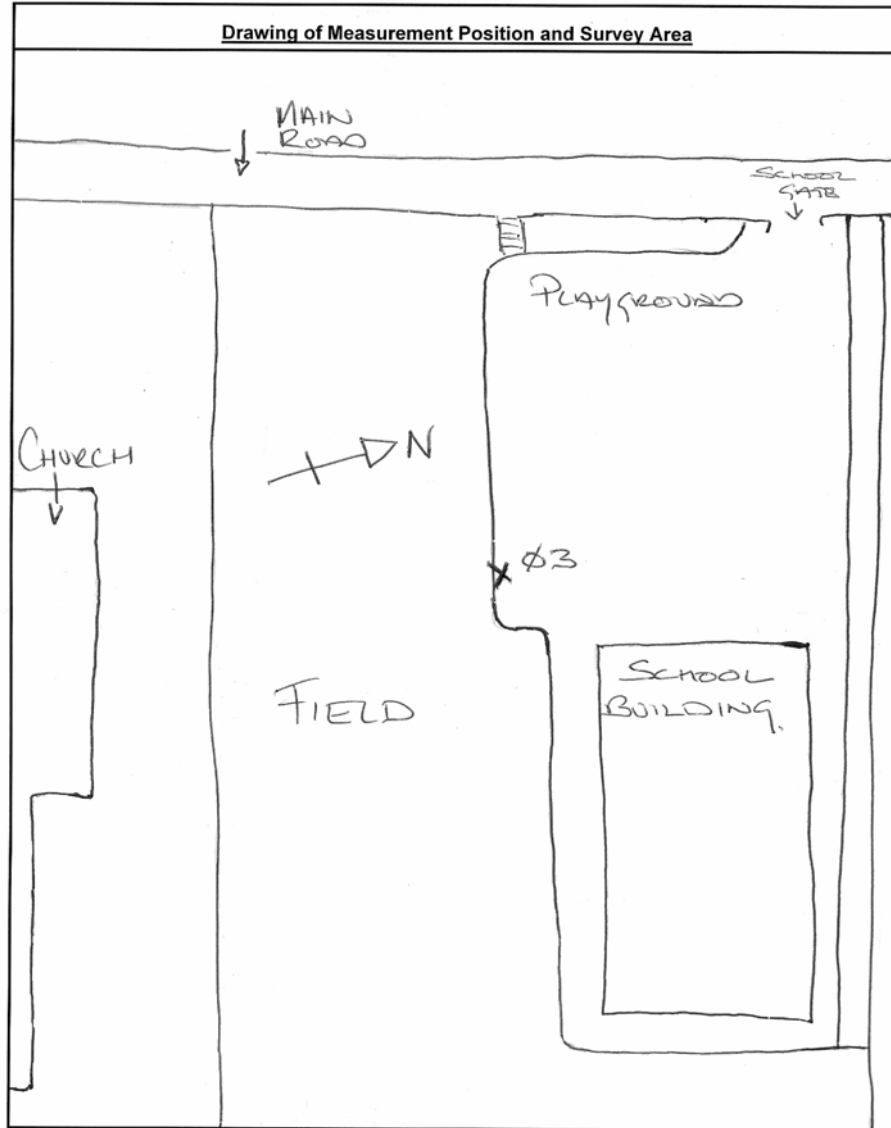 Drawing of Measurement Position and Survey Area
MAIN
ROAD
SCHOOL
GATE
PLAYGROUND
N
CHURCH
Ø3
FIELD
SCHOOL
BUILDING.